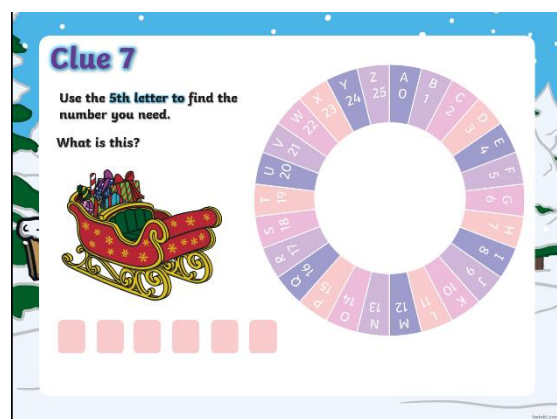 Clue 7
Use the 5th letter to find the
number you need.
What is this?
A
0
B
1
C
2
D
3
E
4
F
5
G
6
H
7
I
8
J
9
K
10
L
11
M
12
N
13
O
14
P
15
Q
16
R
17
S
18
T
19
U
20
V
21
W
22
X
23
Y
24
Z
25
twinkl.com